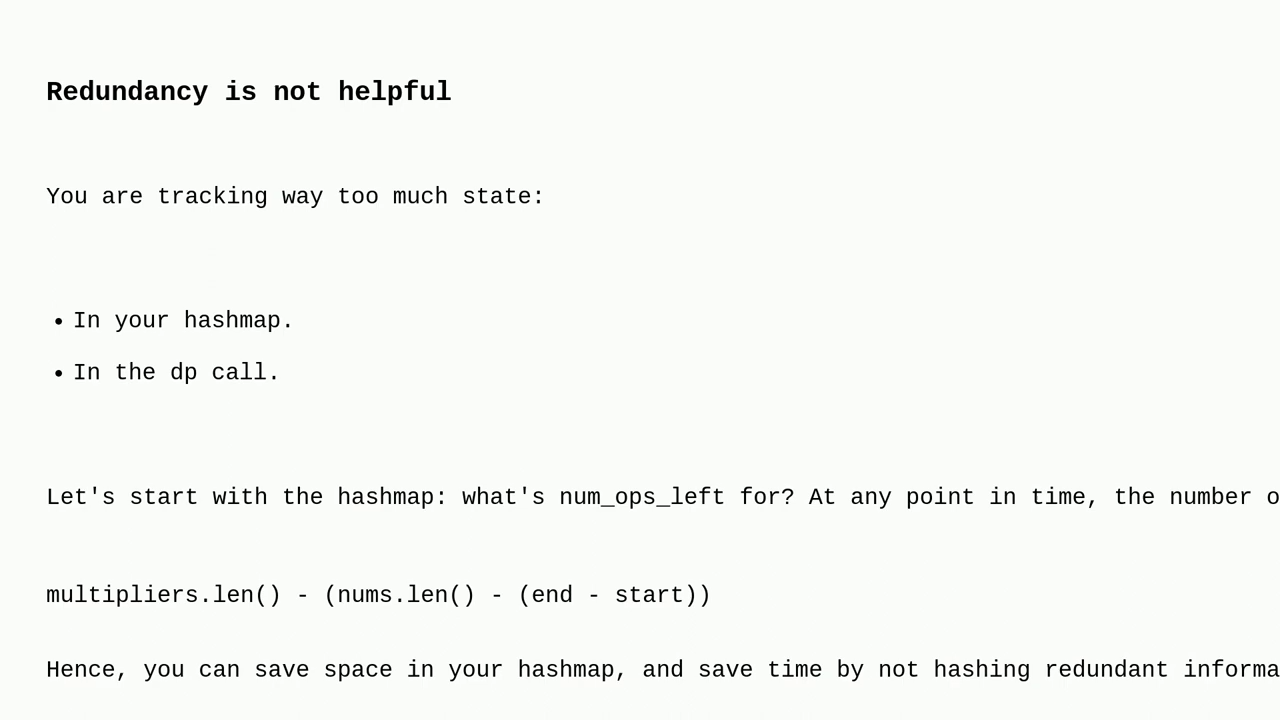 Redundancy is not helpful
You are tracking way too much state:
• In your hashmap.
• In the dp call.
Let's start with the hashmap: what's num_ops_left for? At any point in time, the number
multipliers.len() - (nums.len() - (end - start))
Hence, you can save space in your hashmap, and save time by not hashing redundant